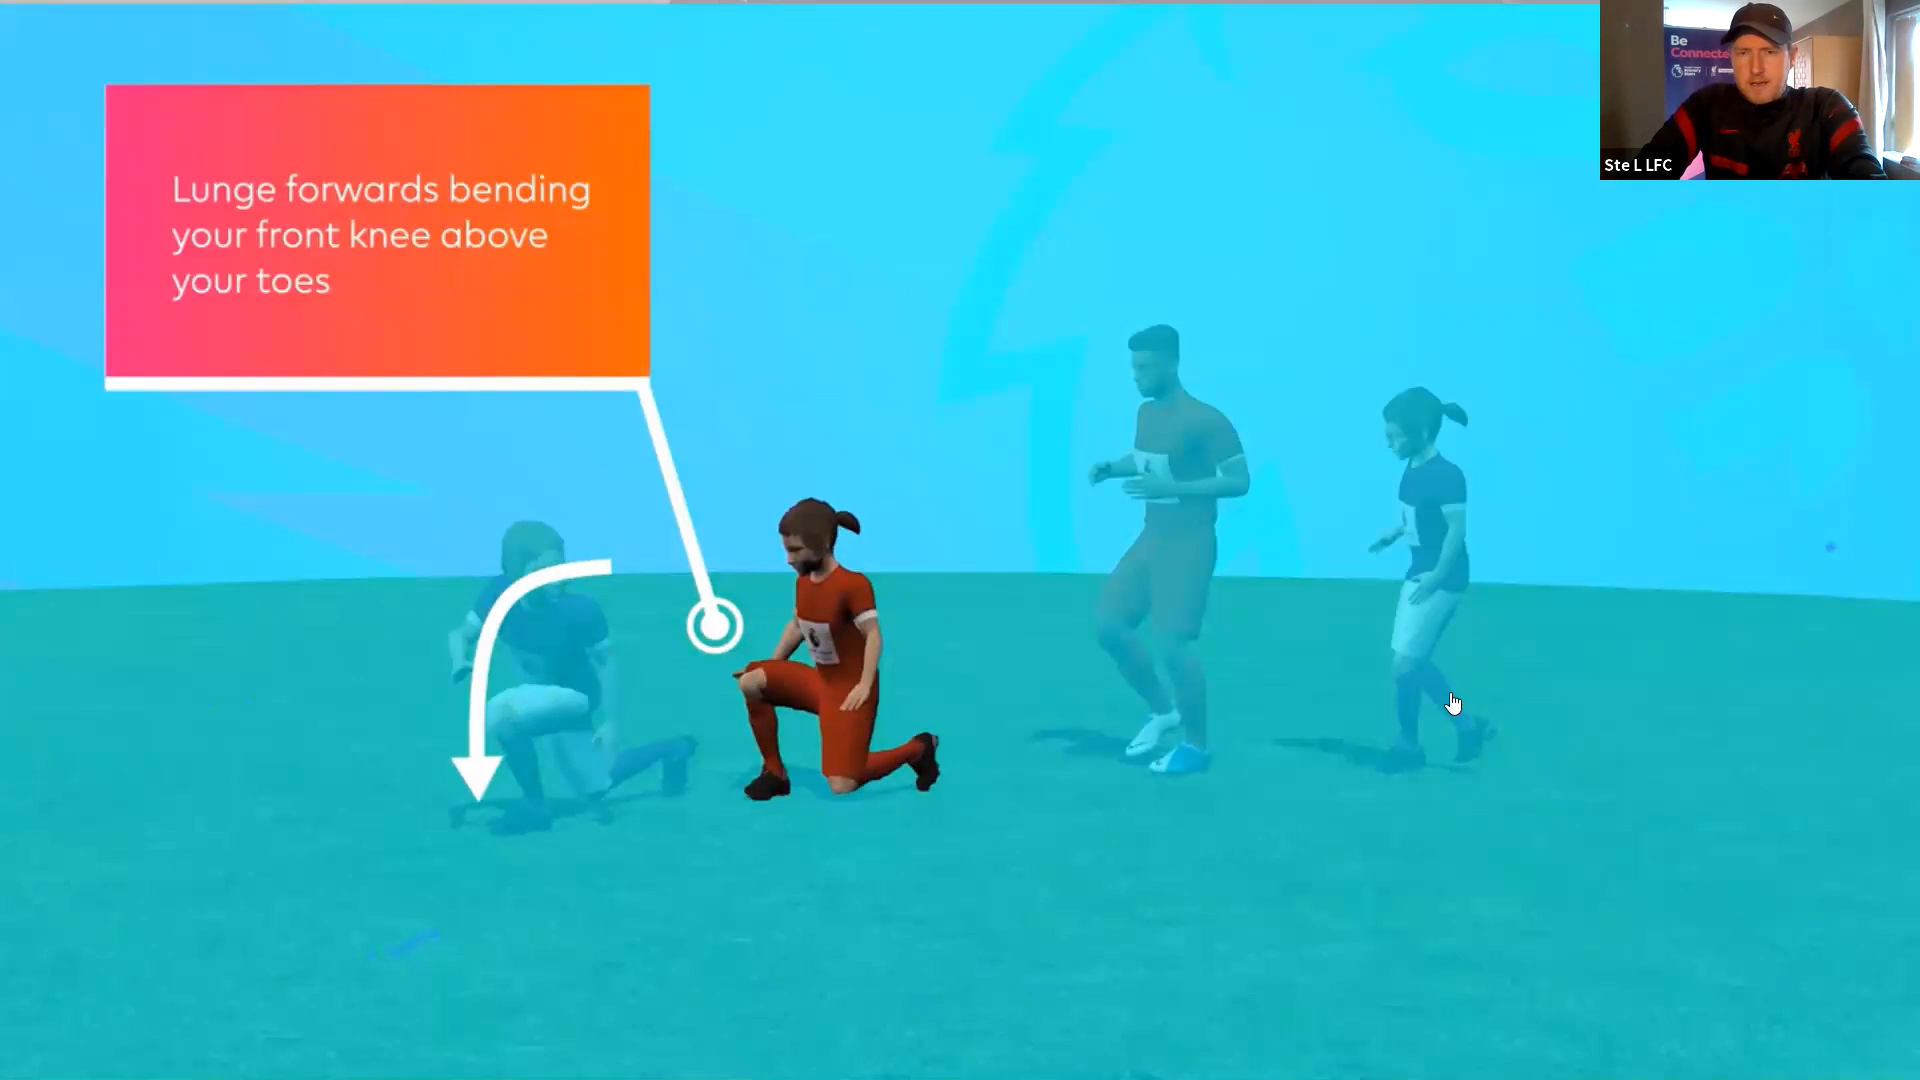 Lunge forwards bending
your front knee above
your toes
Be
Connecte
Ste L LFC